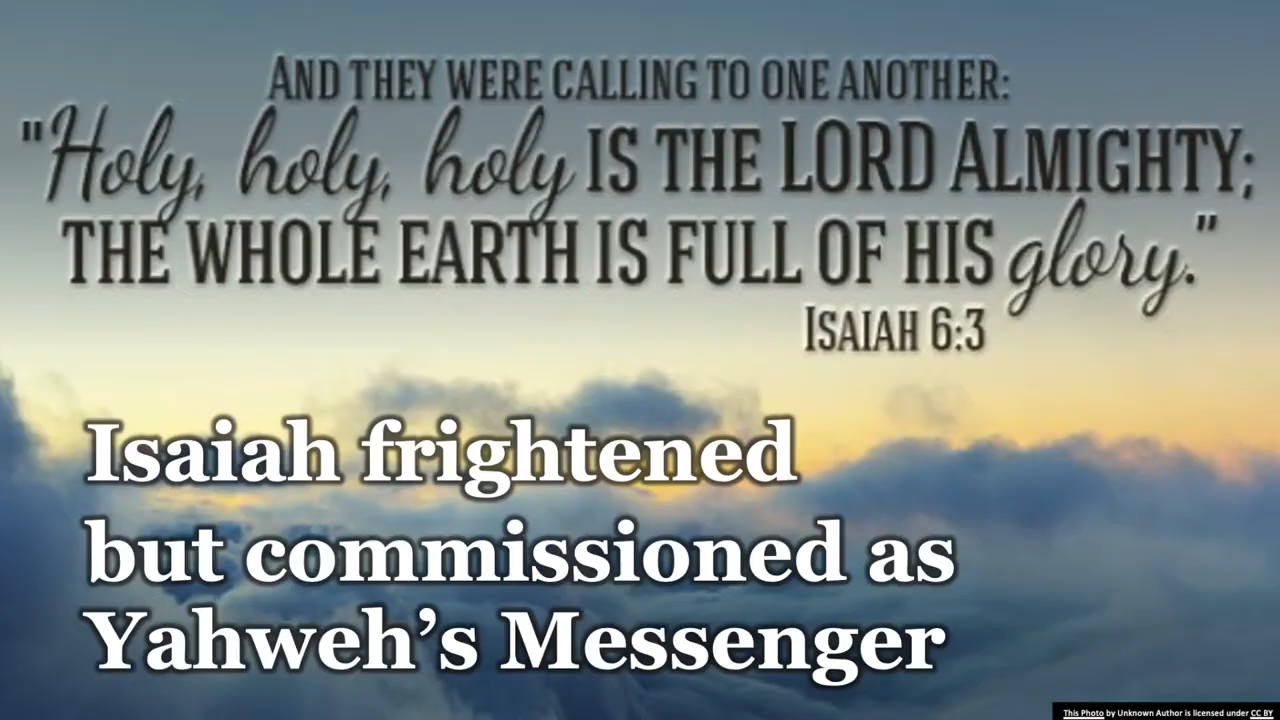 AND THEY WERE CALLING TO ONE ANOTHER:
"Holy, holy, holy IS THE LORD ALMIGHTY;
THE WHOLE EARTH IS FULL OF HIS glory."
ISAIAH 6:3
Isaiah frightened
but commissioned as
Yahweh’s Messenger
This Photo by Unknown Author is licensed under CC BY